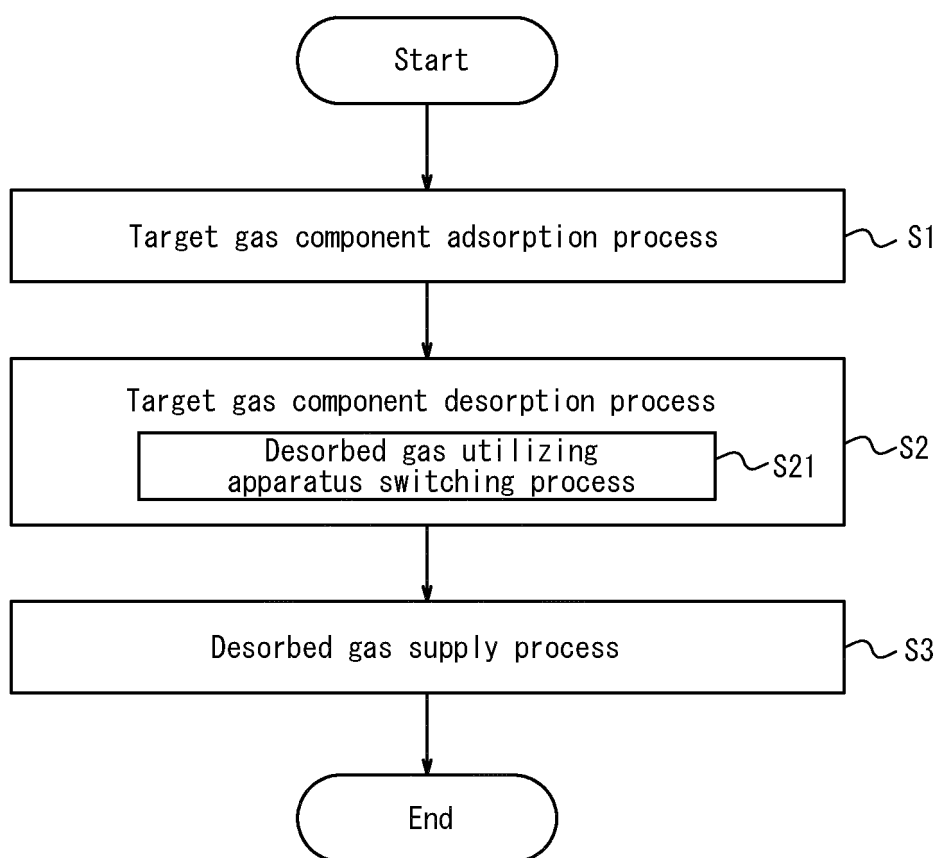 Start
Target gas component adsorption process
S1
Target gas component desorption process
S2
Desorbed gas utilizing
apparatus switching process
S21
Desorbed gas supply process
S3
End